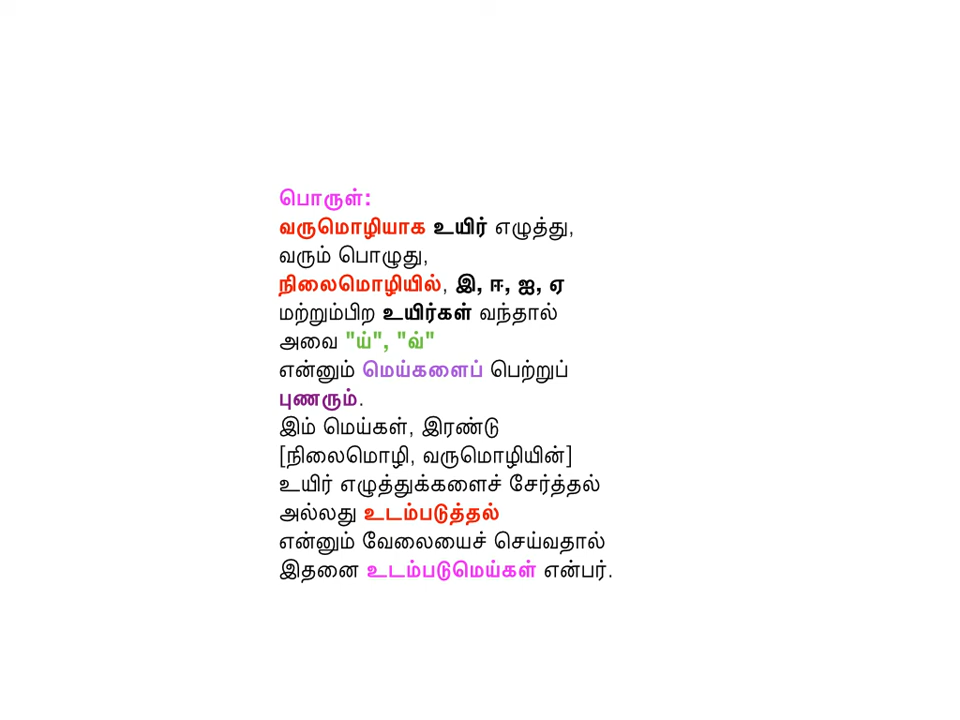 பொருள்:
வருமொழியாக உயிர் எழுத்து,
வரும் பொழுது,
நிலைமொழியில், இ, ஈ, ஐ, ஏ
மற்றும்பிற உயிர்கள் வந்தால்
அவை "ய்", "வ்"
என்னும் மெய்களைப் பெற்றுப்
புணரும்.
இம் மெய்கள், இரண்டு
[நிலைமொழி, வருமொழியின்]
உயிர் எழுத்துக்களைச் சேர்த்தல்
அல்லது உடம்படுத்தல்
என்னும் வேலையைச் செய்வதால்
இதனை உடம்படுமெய்கள் என்பர்.